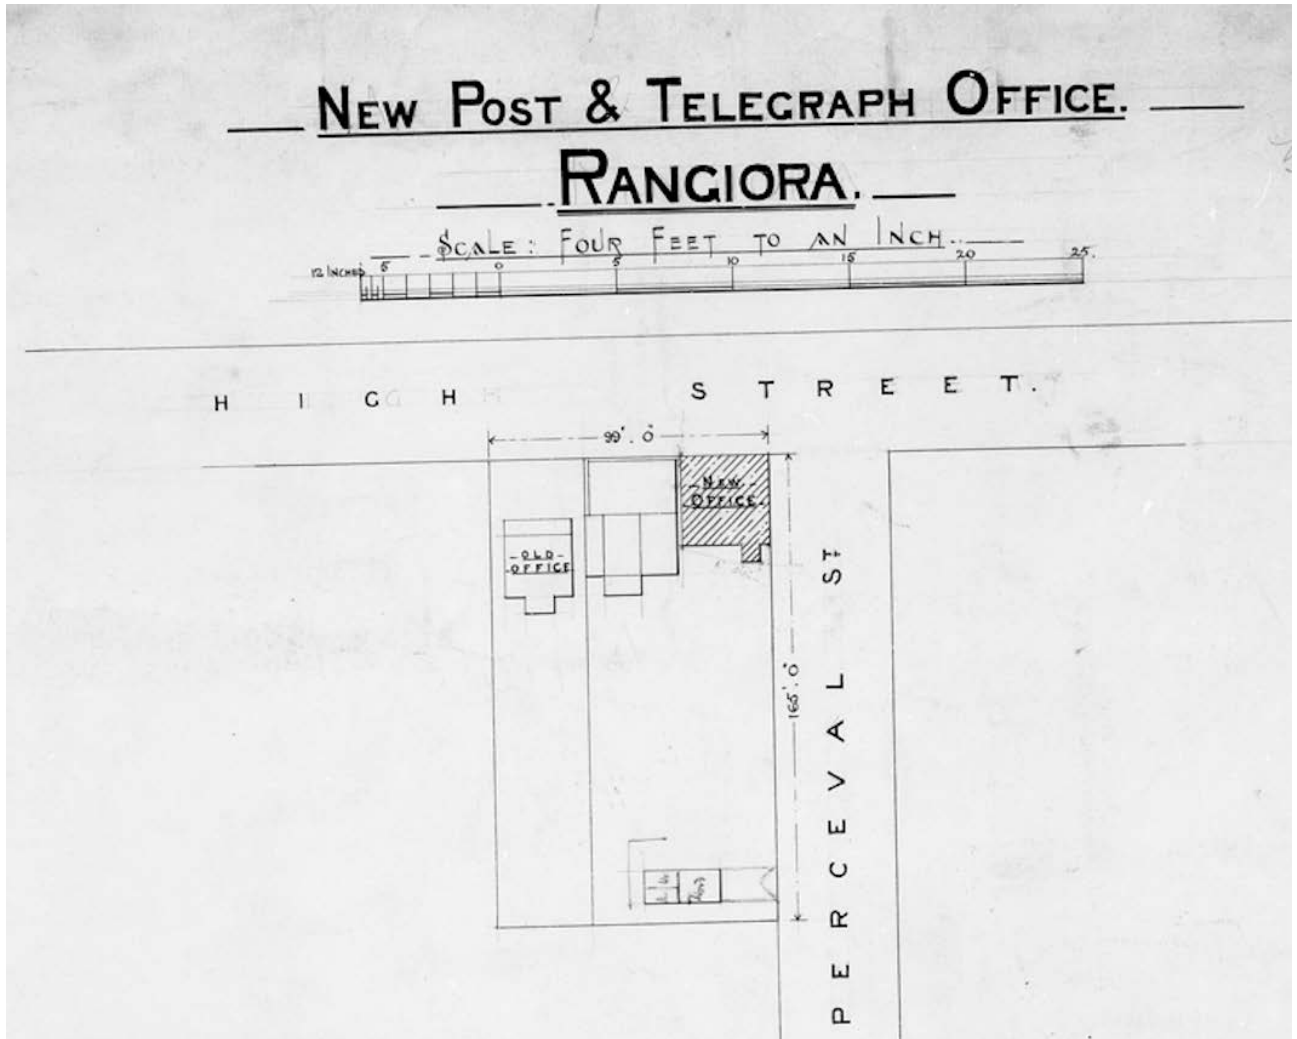 NEW POST & TELEGRAPH OFFICE.
RANGIORA.
SCALE: FOUR FEET TO AN INCH.
12 INCHES 5 0 5 10 15 20 25.
HIGH STREET.
99'.0"
NEW
OFFICE
OLD
OFFICE
165'.0"
PERCEVAL ST